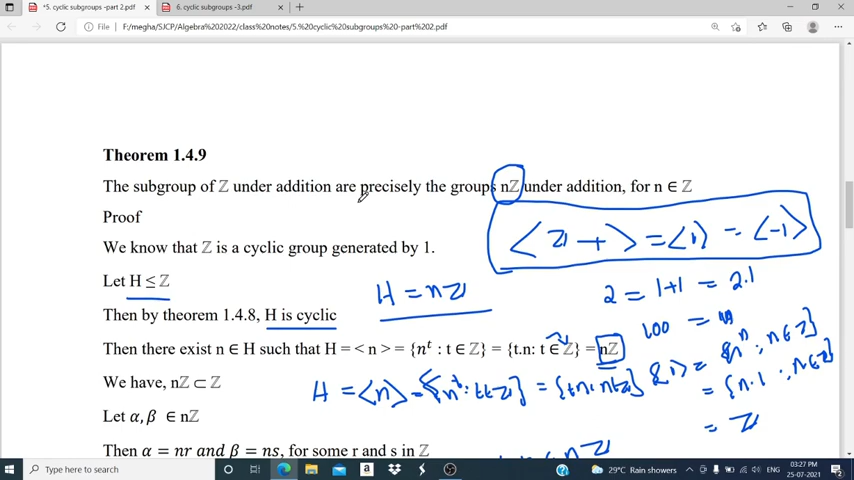 *5. cyclic subgroups -part 2.pdf
6. cyclic subgroups -3.pdf
File | F:/megha/SJCP/Algebra%202022/class%20notes/5.%20cyclic%20subgroups%20-part%202.pdf
Theorem 1.4.9
The subgroup of ℤ under addition are precisely the groups nℤ under addition, for n ∈ ℤ
Proof
⟨ℤ, +⟩ = ⟨1⟩ = ⟨-1⟩
We know that ℤ is a cyclic group generated by 1.
Let H ≤ ℤ
H = nℤ
2 = 1+1 = 2.1
Then by theorem 1.4.8, H is cyclic
100 =
Then there exist n ∈ H such that H = < n > = {n^t : t ∈ ℤ} = {t.n: t ∈ ℤ} = nℤ
We have, nℤ ⊂ ℤ
H = ⟨n⟩ = {n^t : t ∈ ℤ} = {tn : n ∈ ℤ}
= {n.1 ; n ∈ ℤ}
= ℤ
Let α, β ∈ nℤ
Then α = nr and β = ns, for some r and s in ℤ
nℤ
Type here to search
29°C Rain showers
ENG
03:27 PM
25-07-2021